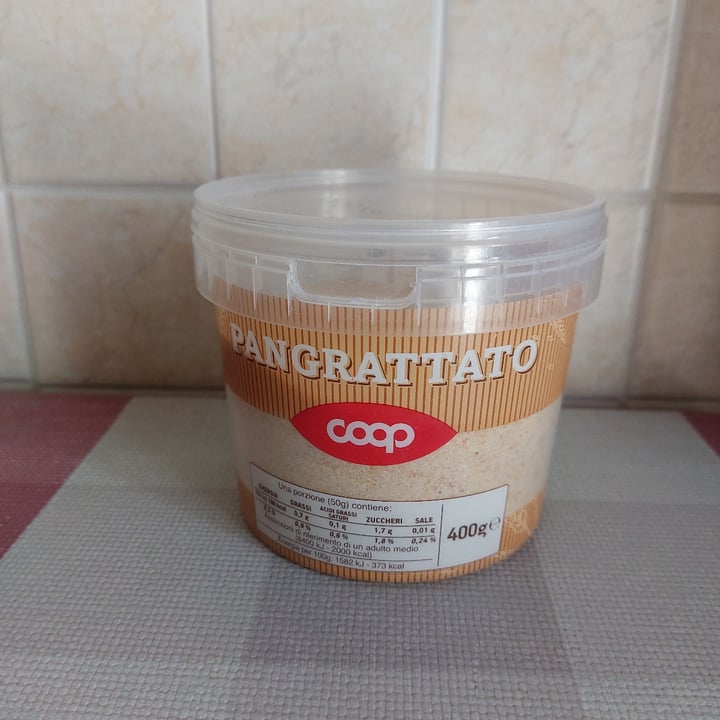 PANGRATTATO
coop
Una porzione (50g) contiene:
ENERGIA GRASSI ACIDI GRASSI SATURI ZUCCHERI SALE
0,7 g 0,1 g 1,7 g 0,01 g
0,6 % 1,8 % 0,24 %
di riferimento di un adulto medio
(8400 kJ - 2000 kcal)
Energia per 100g: 1582 kJ - 373 kcal
400g e